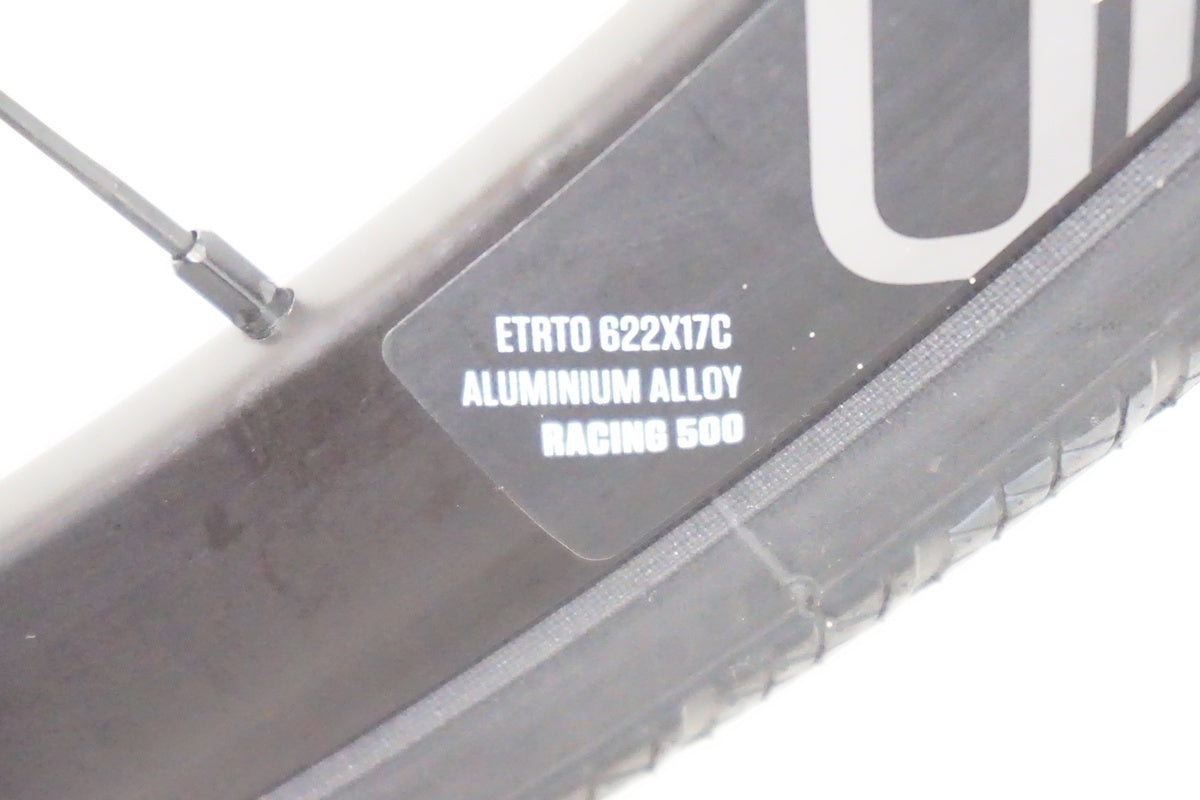 ETRTO 622X17C
ALUMINIUM ALLOY
RACING 500